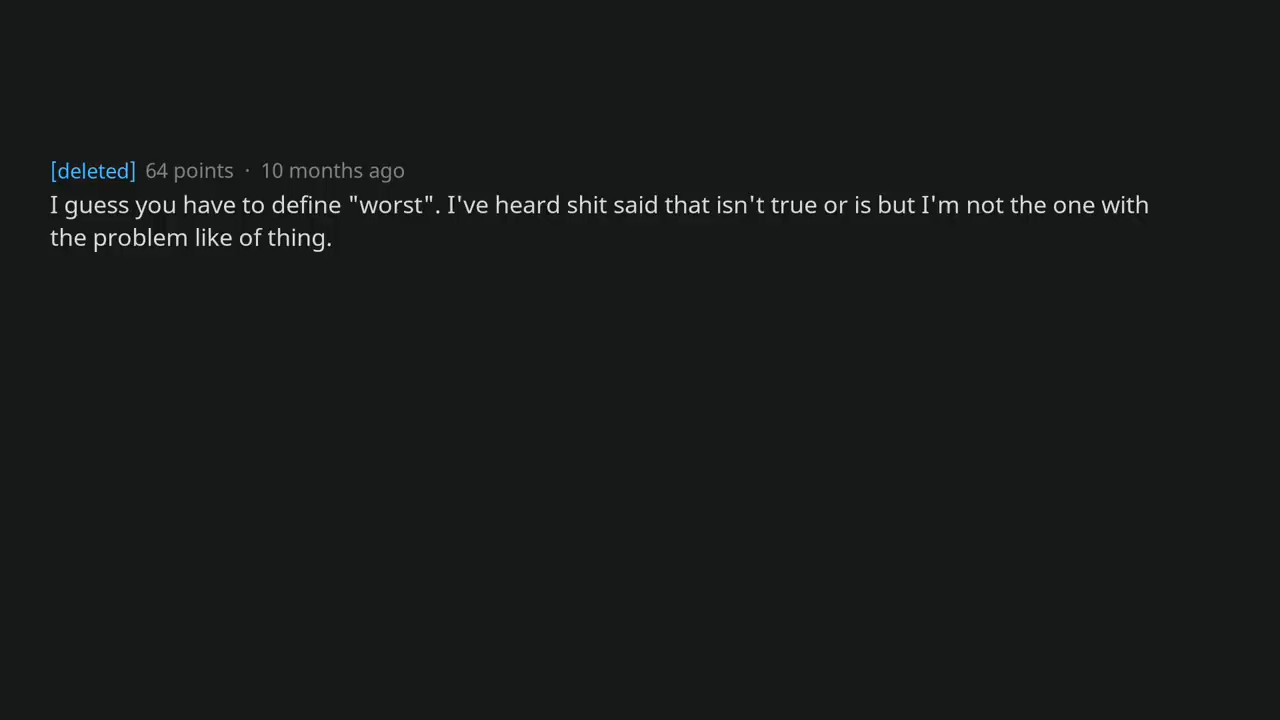 [deleted] 64 points · 10 months ago
I guess you have to define "worst". I've heard shit said that isn't true or is but I'm not the one with
the problem like of thing.